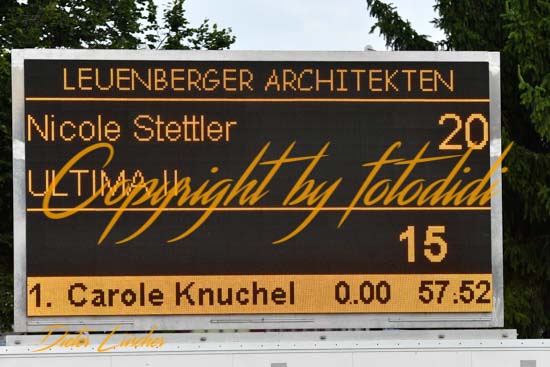 LEUENBERGER ARCHITEKTEN
Nicole Stettler 20
ULTIMA II
Copyright by fotodidi
15
1. Carole Knuchel 0.00 57.52
Dieter Lüscher